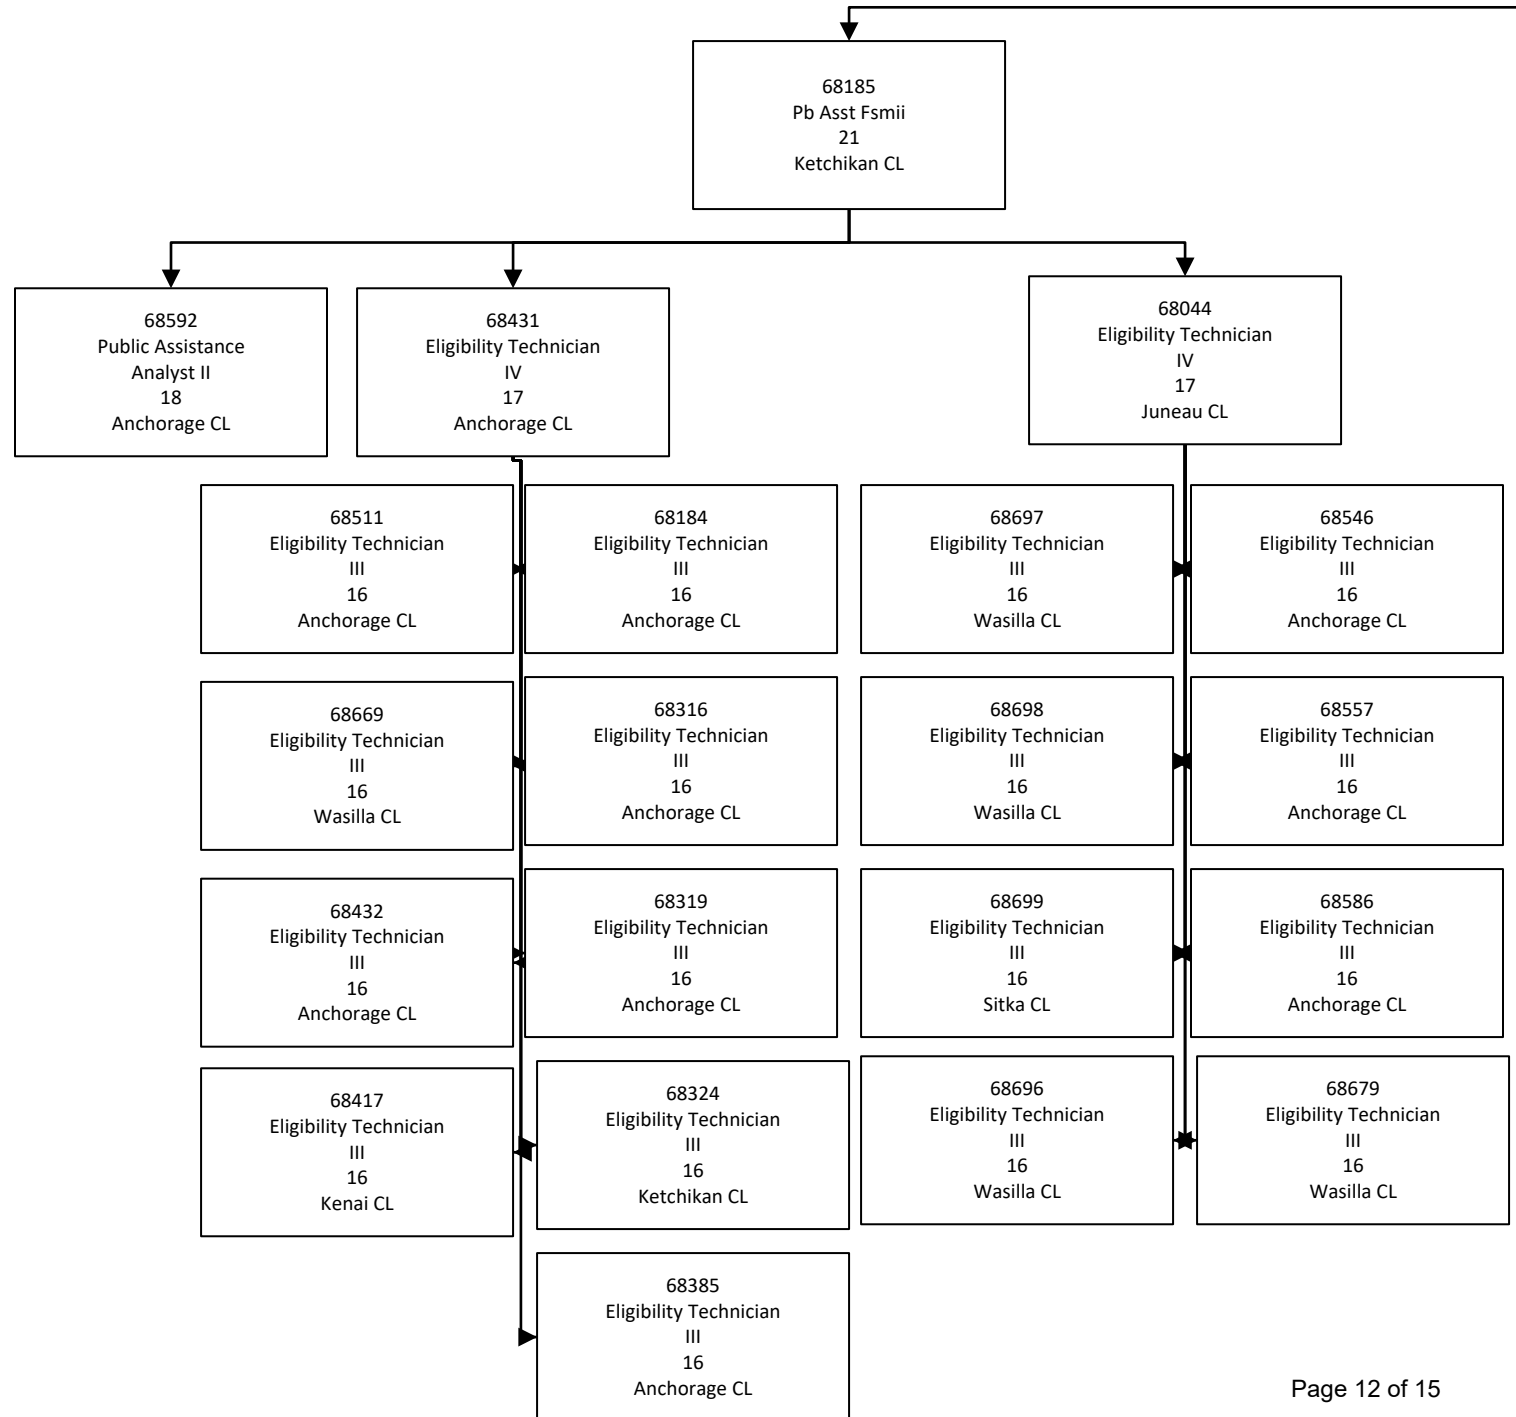 68185
Pb Asst Fsmii
21
Ketchikan CL
68592
Public Assistance
Analyst II
18
Anchorage CL
68431
Eligibility Technician
IV
17
Anchorage CL
68044
Eligibility Technician
IV
17
Juneau CL
68511
Eligibility Technician
III
16
Anchorage CL
68184
Eligibility Technician
III
16
Anchorage CL
68697
Eligibility Technician
III
16
Wasilla CL
68546
Eligibility Technician
III
16
Anchorage CL
68669
Eligibility Technician
III
16
Wasilla CL
68316
Eligibility Technician
III
16
Anchorage CL
68698
Eligibility Technician
III
16
Wasilla CL
68557
Eligibility Technician
III
16
Anchorage CL
68432
Eligibility Technician
III
16
Anchorage CL
68319
Eligibility Technician
III
16
Anchorage CL
68699
Eligibility Technician
III
16
Sitka CL
68586
Eligibility Technician
III
16
Anchorage CL
68417
Eligibility Technician
III
16
Kenai CL
68324
Eligibility Technician
III
16
Ketchikan CL
68696
Eligibility Technician
III
16
Wasilla CL
68679
Eligibility Technician
III
16
Wasilla CL
68385
Eligibility Technician
III
16
Anchorage CL
Page 12 of 15